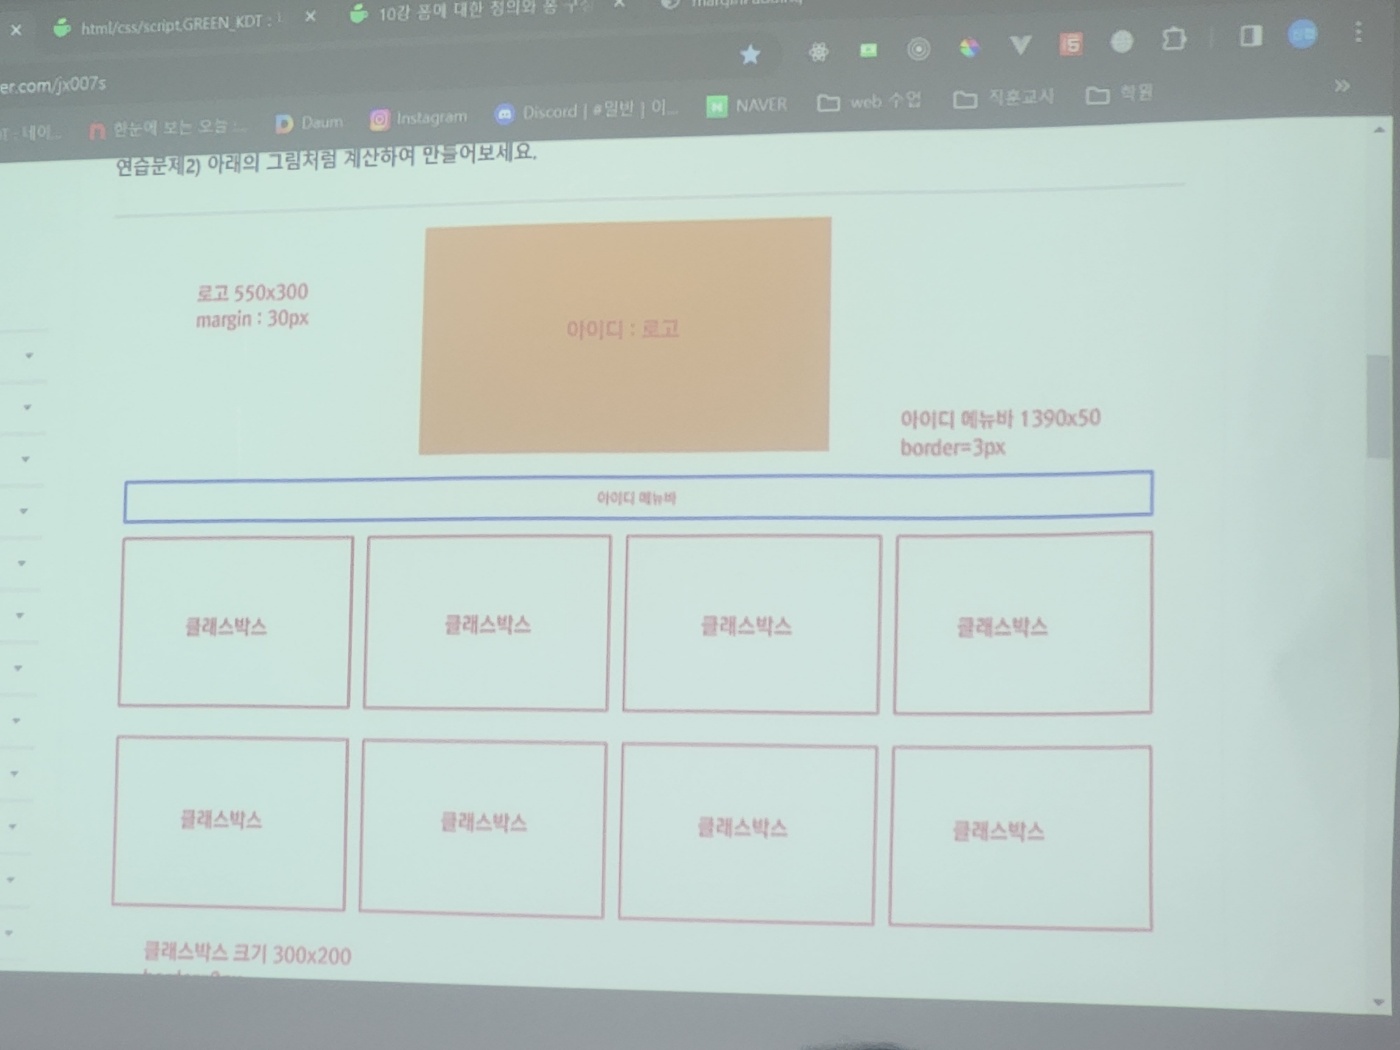 html/css/script,GREEN_KDT :
10강 폼에 대한 정의와 폼 구성
er.com/jx007s
한눈에 보는 오늘 :...
Daum
Instagram
Discord | #일반 | 이...
NAVER
web 수업
직훈교사
학원
연습문제2) 아래의 그림처럼 계산하여 만들어보세요.
로고 550x300
margin : 30px
아이디 : 로고
아이디 메뉴바 1390x50
border=3px
아이디 메뉴바
클래스박스
클래스박스
클래스박스
클래스박스
클래스박스
클래스박스
클래스박스
클래스박스
클래스박스 크기 300x200